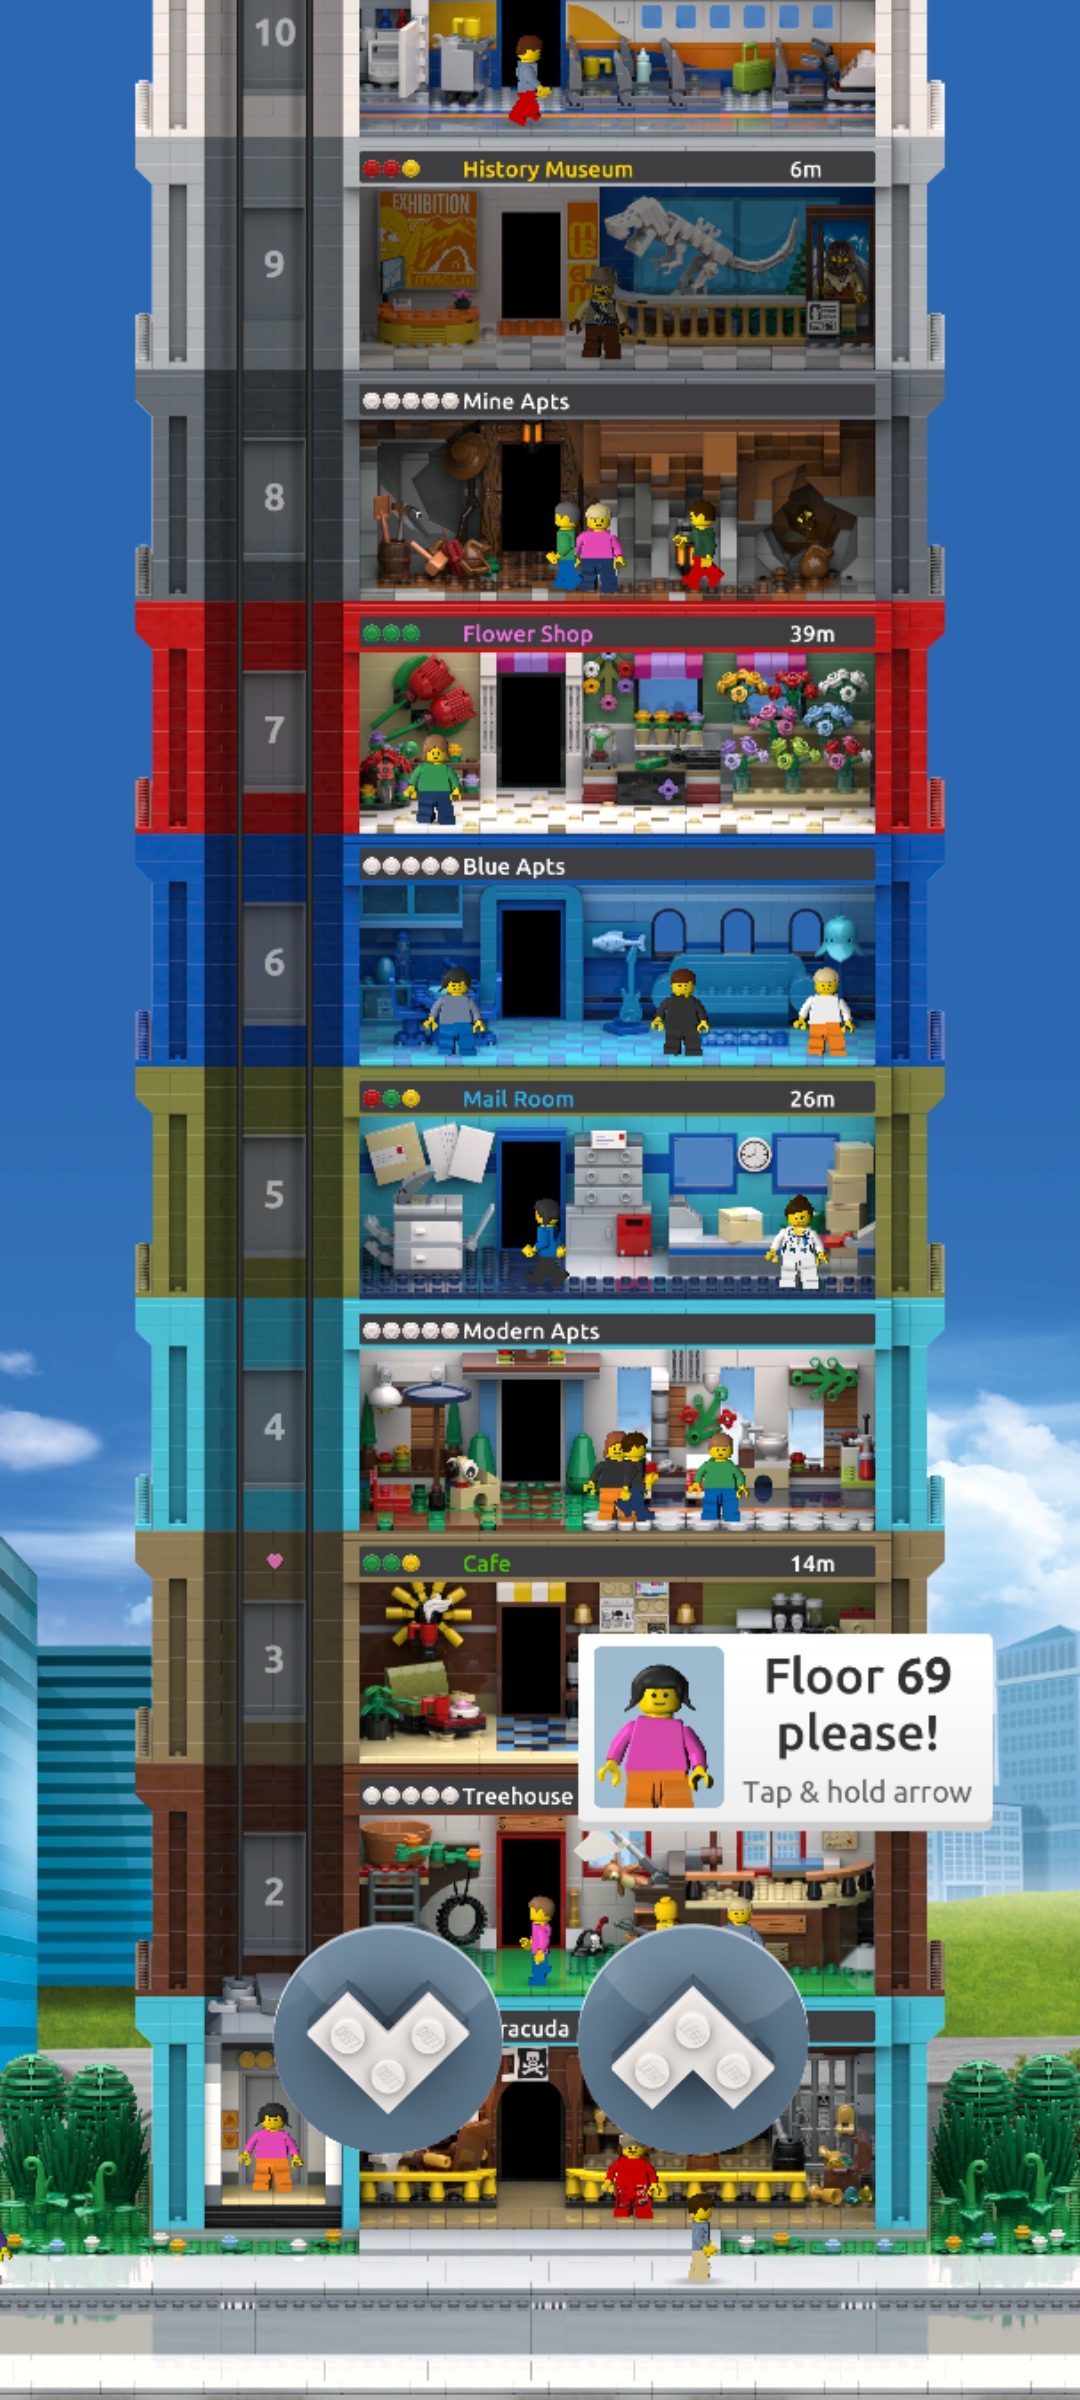 10
History Museum 6m
EXHIBITION
museum
9
Mine Apts
8
Flower Shop 39m
7
Blue Apts
6
Mail Room 26m
5
Modern Apts
4
Cafe 14m
3
Floor 69
please!
Tap & hold arrow
Treehouse
2
racuda